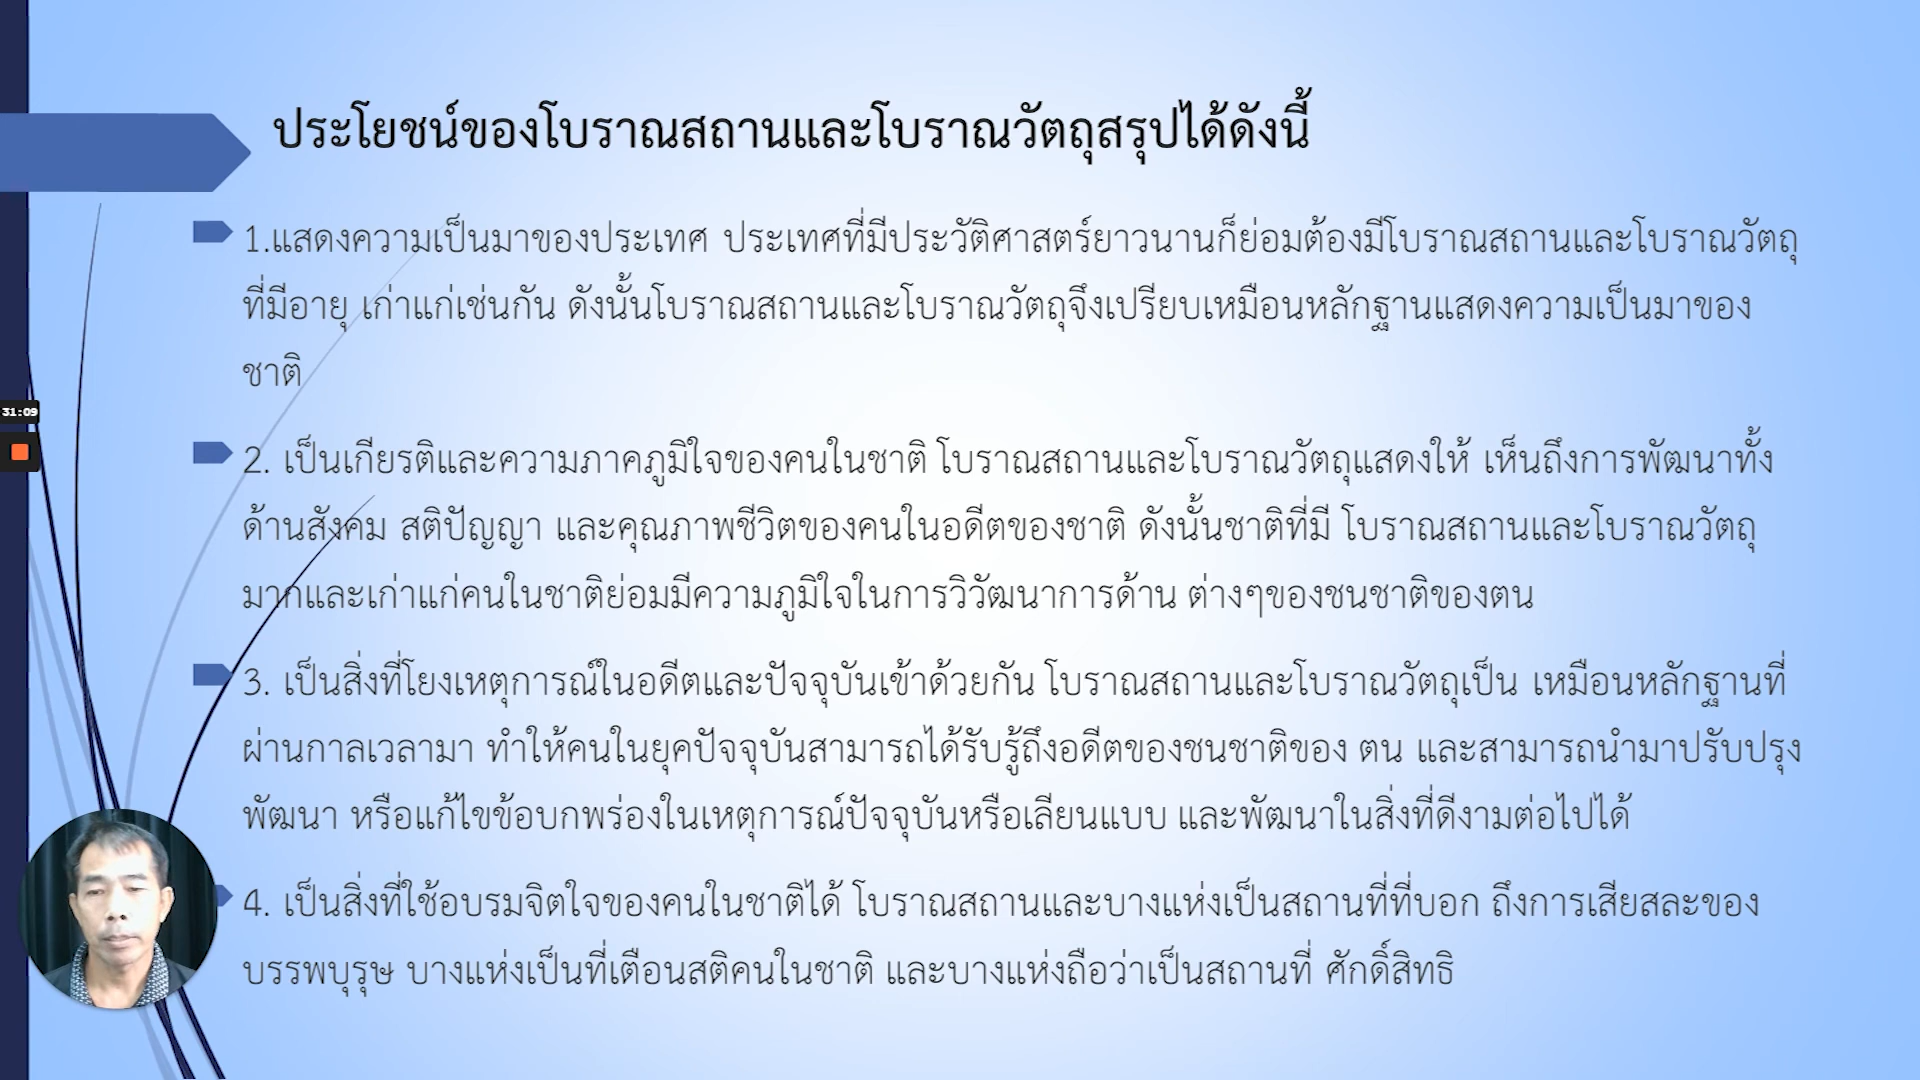 ประโยชน์ของโบราณสถานและโบราณวัตถุสรุปได้ดังนี้
1.แสดงความเป็นมาของประเทศ ประเทศที่มีประวัติศาสตร์ยาวนานก็ย่อมต้องมีโบราณสถานและโบราณวัตถุ
ที่มีอายุ เก่าแก่เช่นกัน ดังนั้นโบราณสถานและโบราณวัตถุจึงเปรียบเหมือนหลักฐานแสดงความเป็นมาของ
ชาติ
31:09
2. เป็นเกียรติและความภาคภูมิใจของคนในชาติ โบราณสถานและโบราณวัตถุแสดงให้ เห็นถึงการพัฒนาทั้ง
ด้านสังคม สติปัญญา และคุณภาพชีวิตของคนในอดีตของชาติ ดังนั้นชาติที่มี โบราณสถานและโบราณวัตถุ
มากและเก่าแก่คนในชาติย่อมมีความภูมิใจในการวิวัฒนาการด้าน ต่างๆของชนชาติของตน
3. เป็นสิ่งที่โยงเหตุการณ์ในอดีตและปัจจุบันเข้าด้วยกัน โบราณสถานและโบราณวัตถุเป็น เหมือนหลักฐานที่
ผ่านกาลเวลามา ทำให้คนในยุคปัจจุบันสามารถได้รับรู้ถึงอดีตของชนชาติของ ตน และสามารถนำมาปรับปรุง
พัฒนา หรือแก้ไขข้อบกพร่องในเหตุการณ์ปัจจุบันหรือเลียนแบบ และพัฒนาในสิ่งที่ดีงามต่อไปได้
4. เป็นสิ่งที่ใช้อบรมจิตใจของคนในชาติได้ โบราณสถานและบางแห่งเป็นสถานที่ที่บอก ถึงการเสียสละของ
บรรพบุรุษ บางแห่งเป็นที่เตือนสติคนในชาติ และบางแห่งถือว่าเป็นสถานที่ ศักดิ์สิทธิ